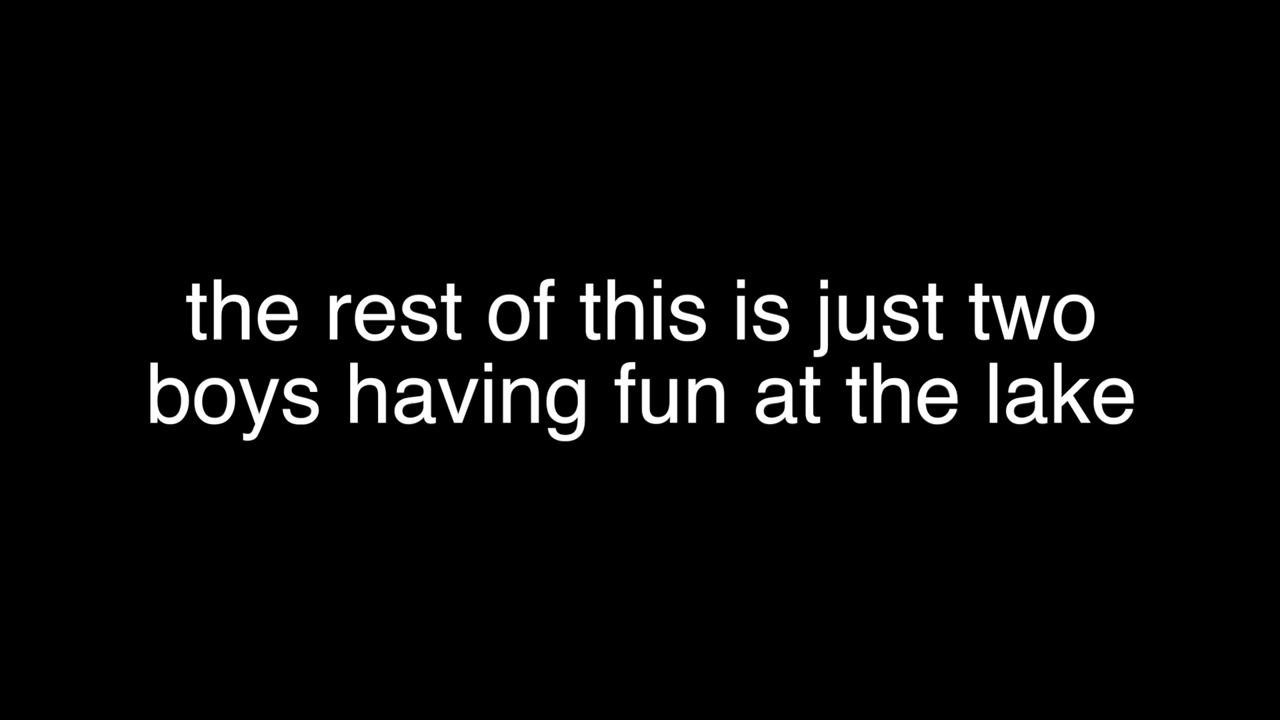 the rest of this is just two
boys having fun at the lake